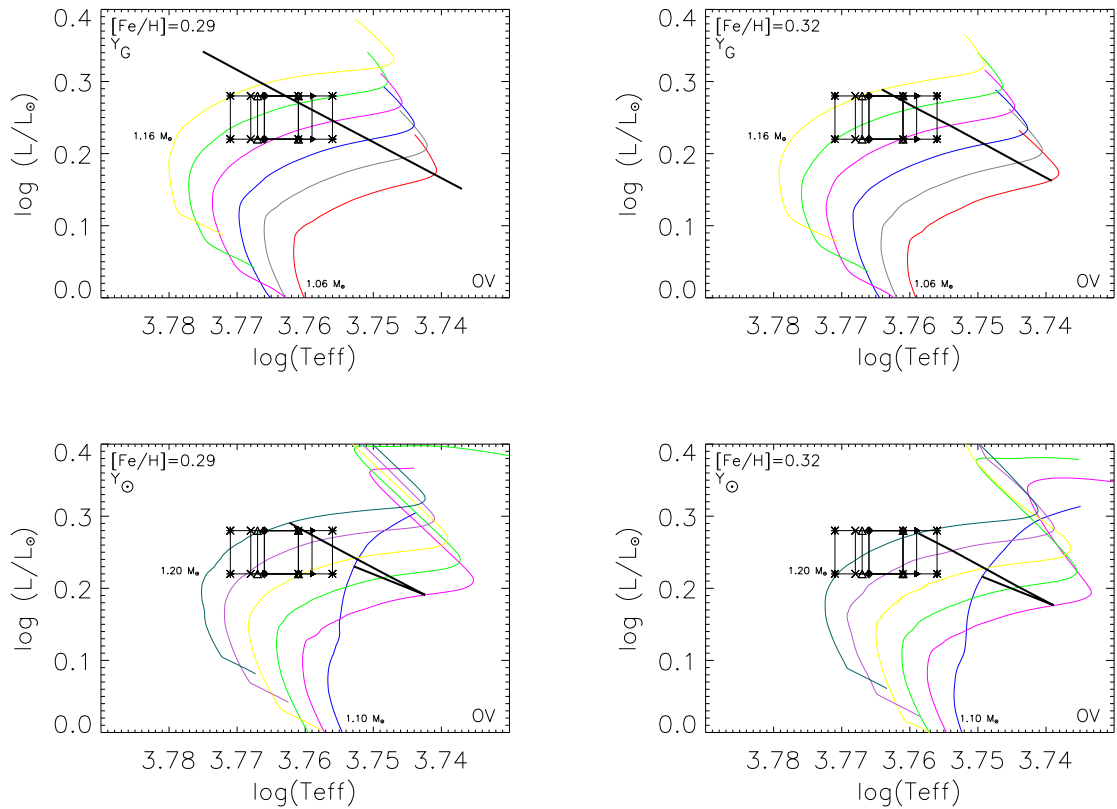 [Fe/H]=0.29
Y_G
1.16 M⊙
1.06 M⊙
OV
0.4
0.3
0.2
0.1
0.0
log (L/L⊙)
3.78 3.77 3.76 3.75 3.74
log(Teff)
[Fe/H]=0.32
Y_G
1.16 M⊙
1.06 M⊙
OV
0.4
0.3
0.2
0.1
0.0
log (L/L⊙)
3.78 3.77 3.76 3.75 3.74
log(Teff)
[Fe/H]=0.29
Y⊙
1.20 M⊙
1.10 M⊙
OV
0.4
0.3
0.2
0.1
0.0
log (L/L⊙)
3.78 3.77 3.76 3.75 3.74
log(Teff)
[Fe/H]=0.32
Y⊙
1.20 M⊙
1.10 M⊙
OV
0.4
0.3
0.2
0.1
0.0
log (L/L⊙)
3.78 3.77 3.76 3.75 3.74
log(Teff)